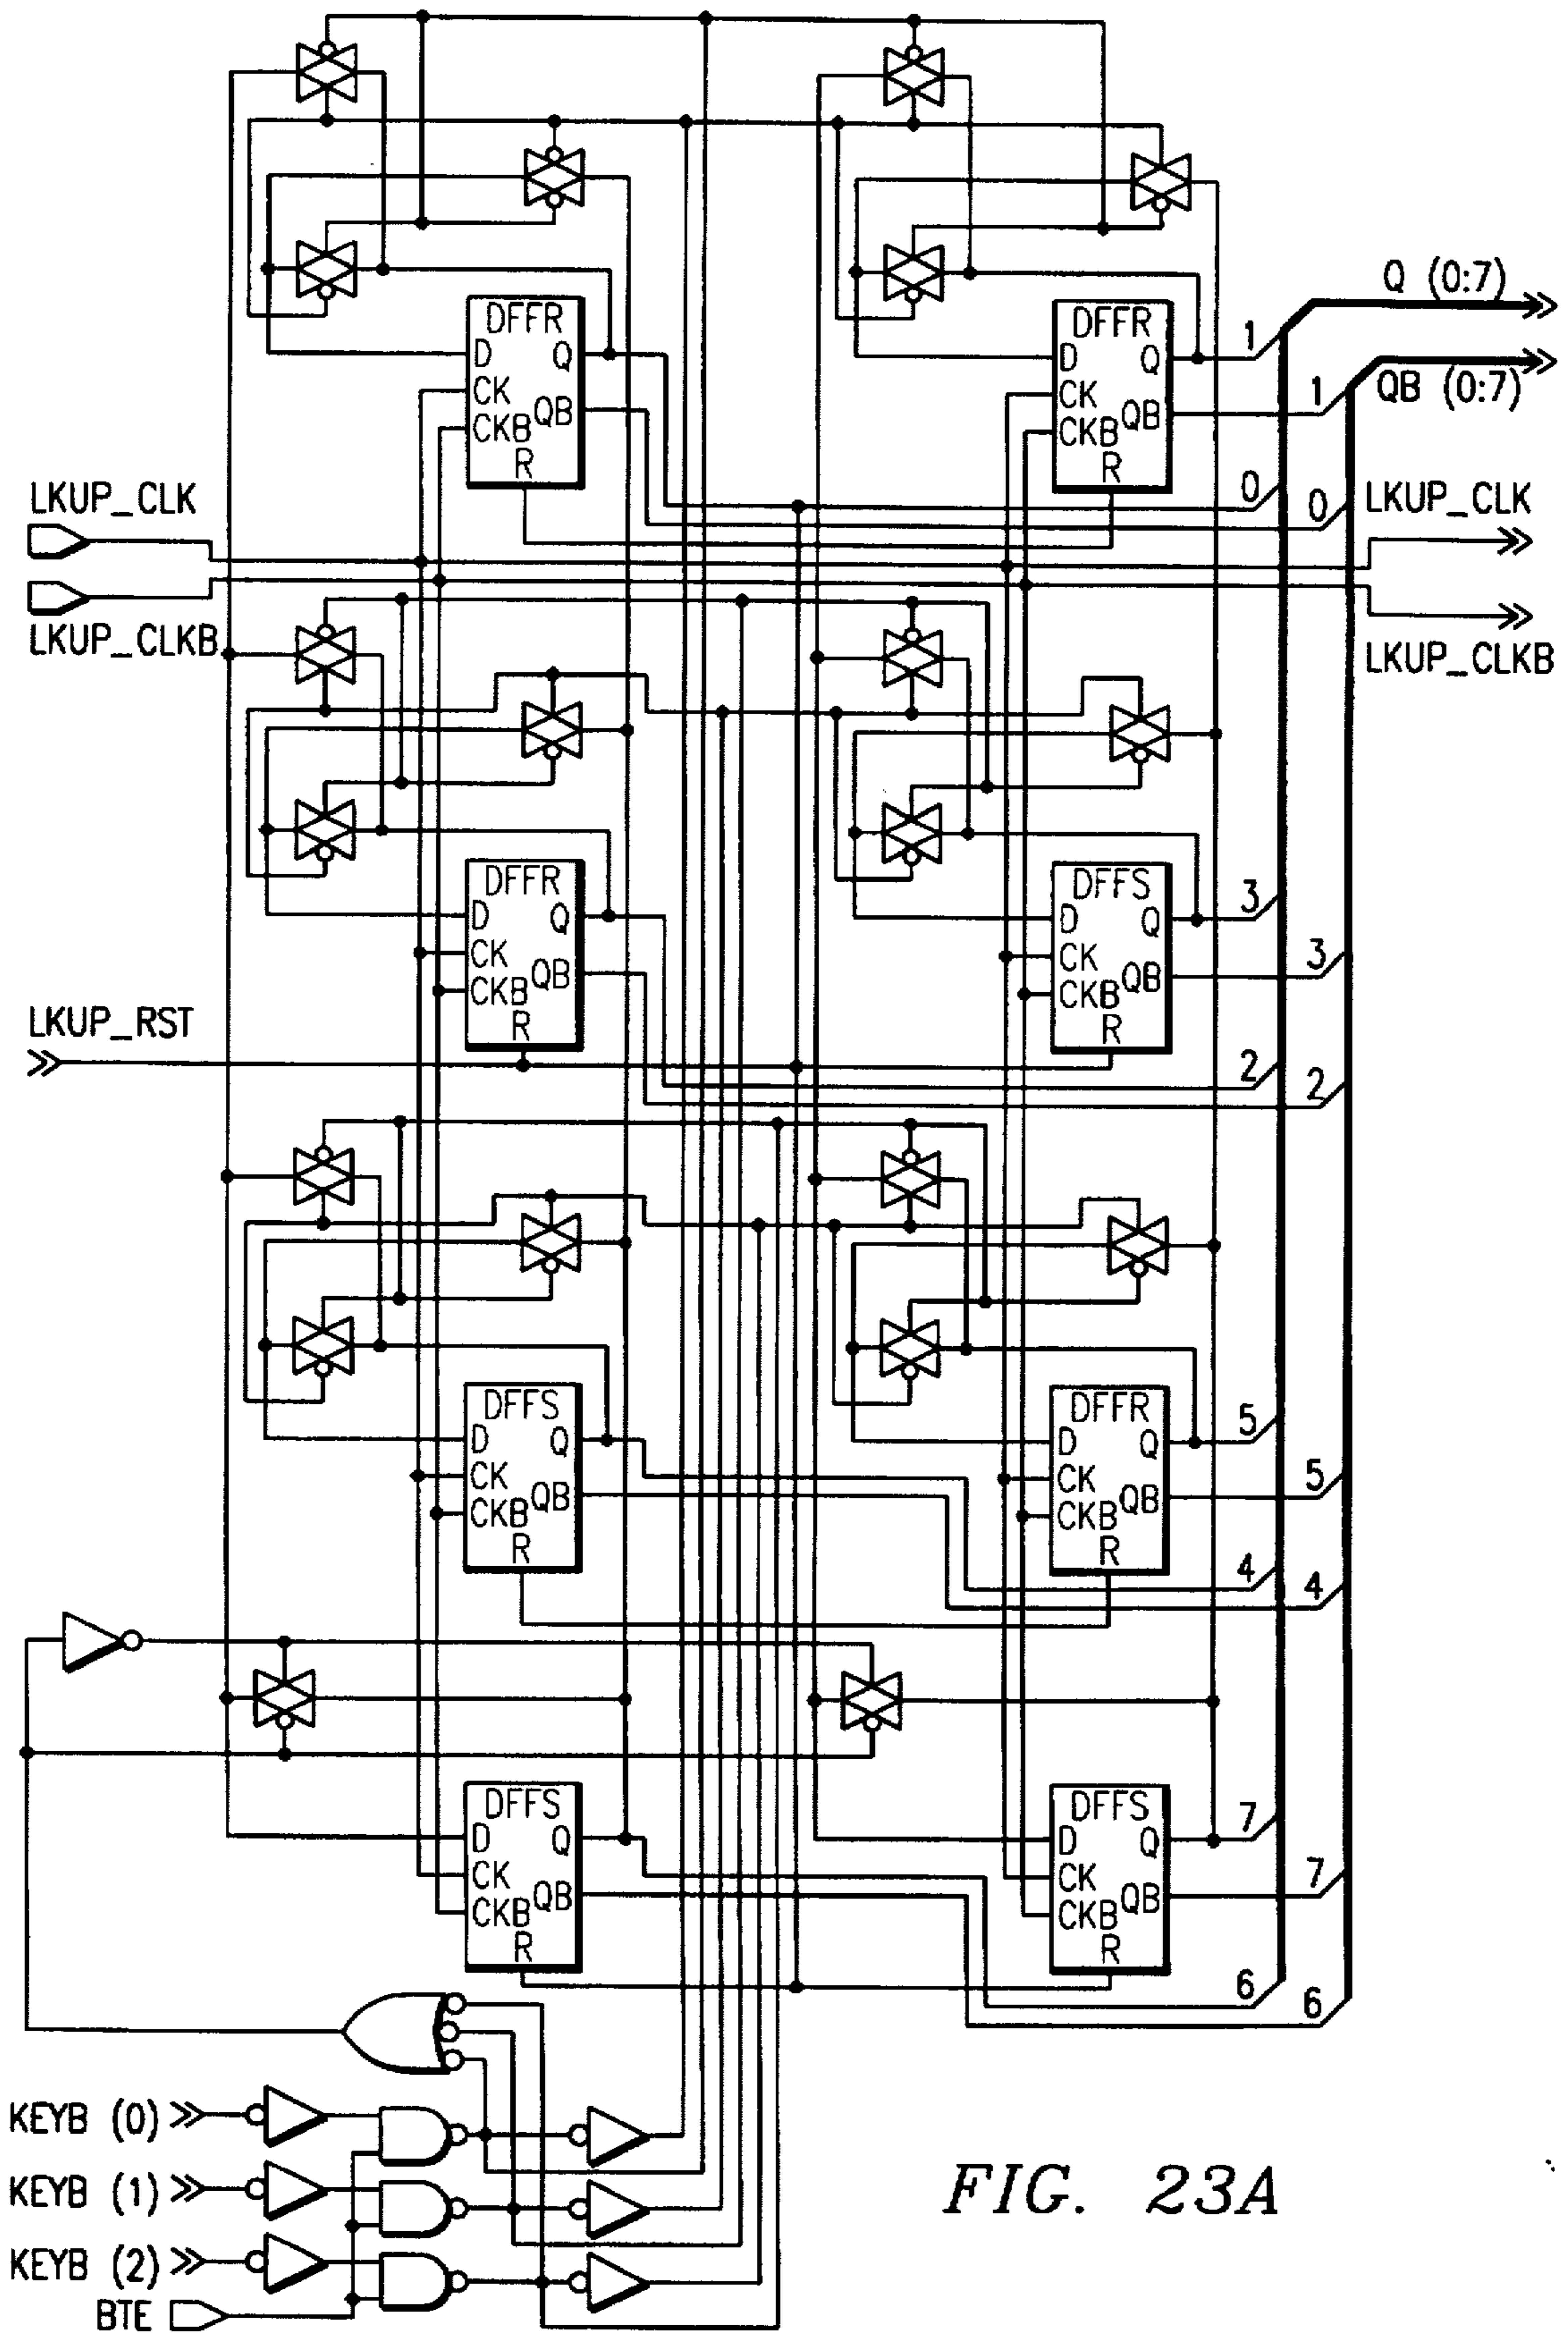 Q (0:7)
DFFR
D Q
CK
QB
CKB
R
DFFR
D Q
CK
QB
CKB
R
1
1
QB (0:7)
0
0
LKUP_CLK
LKUP_CLK
LKUP_CLKB
LKUP_CLKB
DFFR
D Q
CK
QB
CKB
R
DFFS
D Q
CK
QB
CKB
R
3
3
LKUP_RST
2
2
DFFS
D Q
CK
QB
CKB
R
DFFR
D Q
CK
QB
CKB
R
5
5
4
4
DFFS
D Q
CK
QB
CKB
R
DFFS
D Q
CK
QB
CKB
R
7
7
6
6
KEYB (0)
KEYB (1)
KEYB (2)
BTE
FIG. 23A